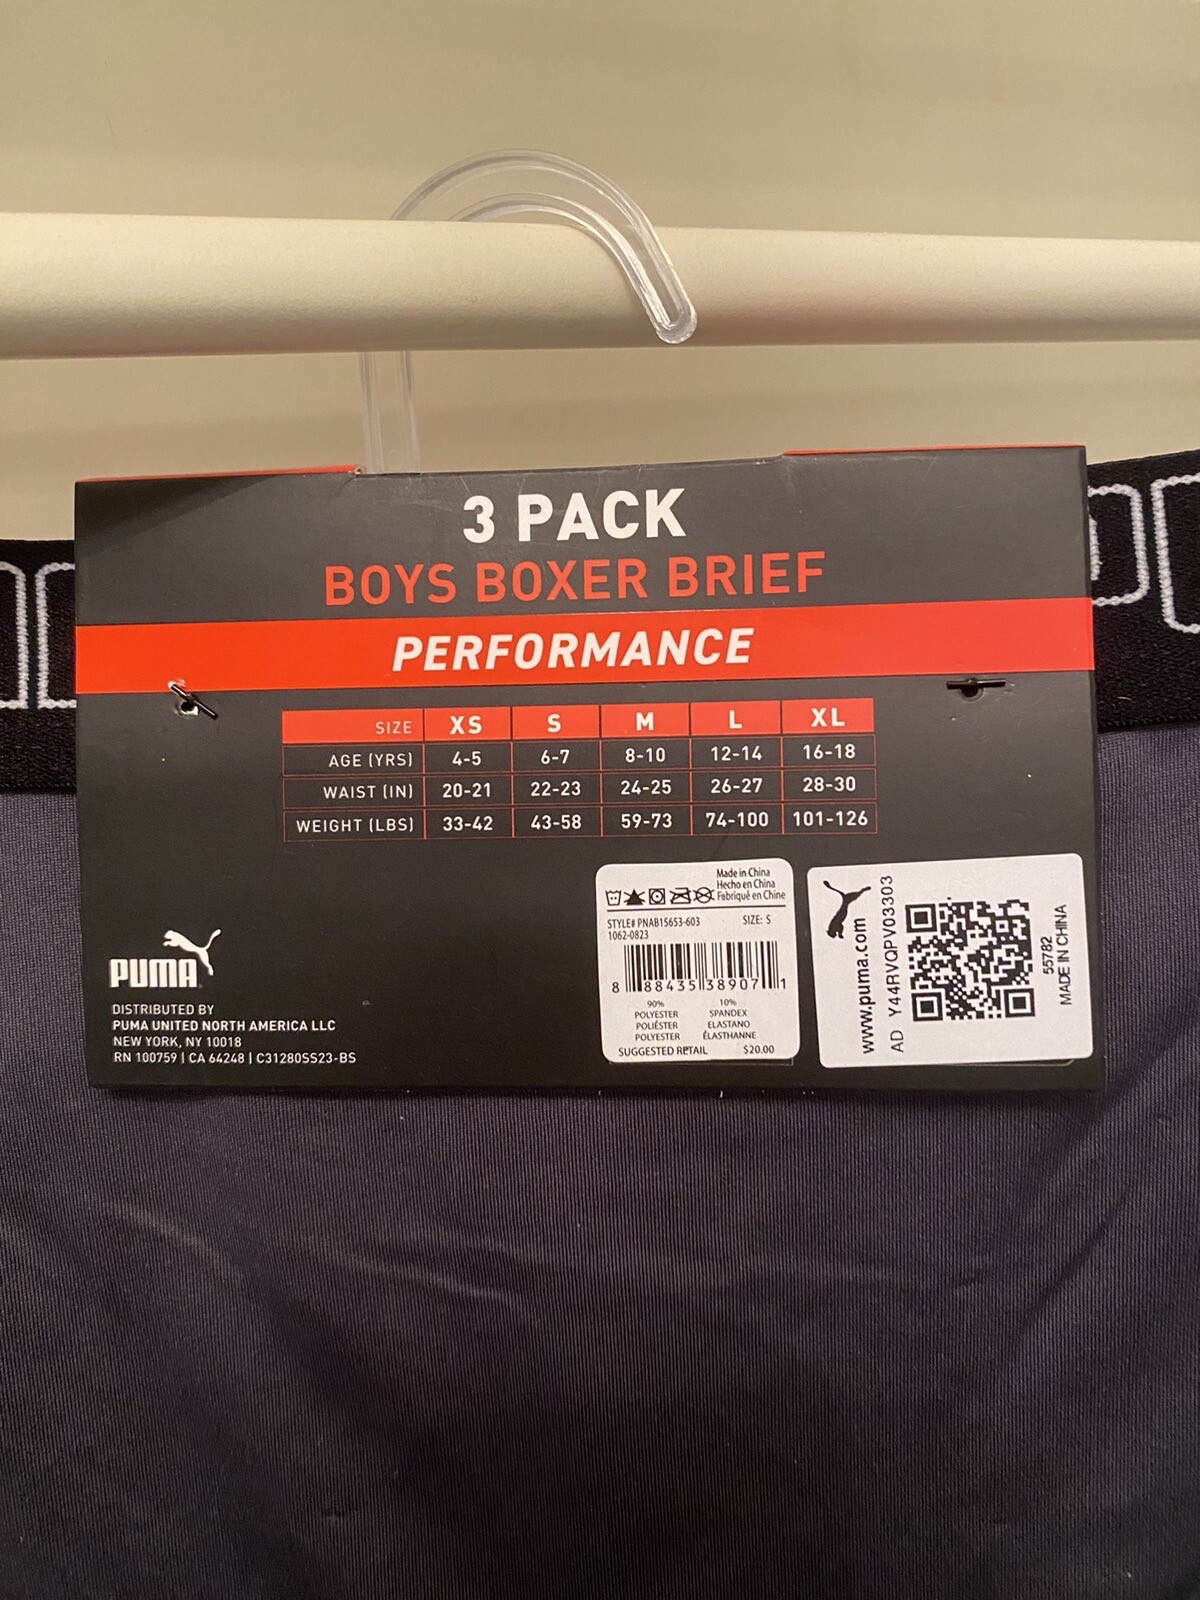 3 PACK
BOYS BOXER BRIEF
PERFORMANCE
SIZE XS S M L XL
AGE (YRS) 4-5 6-7 8-10 12-14 16-18
WAIST (IN) 20-21 22-23 24-25 26-27 28-30
WEIGHT (LBS) 33-42 43-58 59-73 74-100 101-126
PUMA
DISTRIBUTED BY
PUMA UNITED NORTH AMERICA LLC
NEW YORK, NY 10018
RN 100759 | CA 64248 | C31280SS23-BS
Made in China
Hecho en China
Fabriqué en Chine
STYLE# PNAB15653-603 SIZE: S
1062-0823
8 88435 38907 1
90% 10%
POLYESTER SPANDEX
POLIÉSTER ELASTANO
POLYESTER ÉLASTHANNE
SUGGESTED RETAIL $20.00
www.puma.com
AD Y44RVQPV03303
55782
MADE IN CHINA